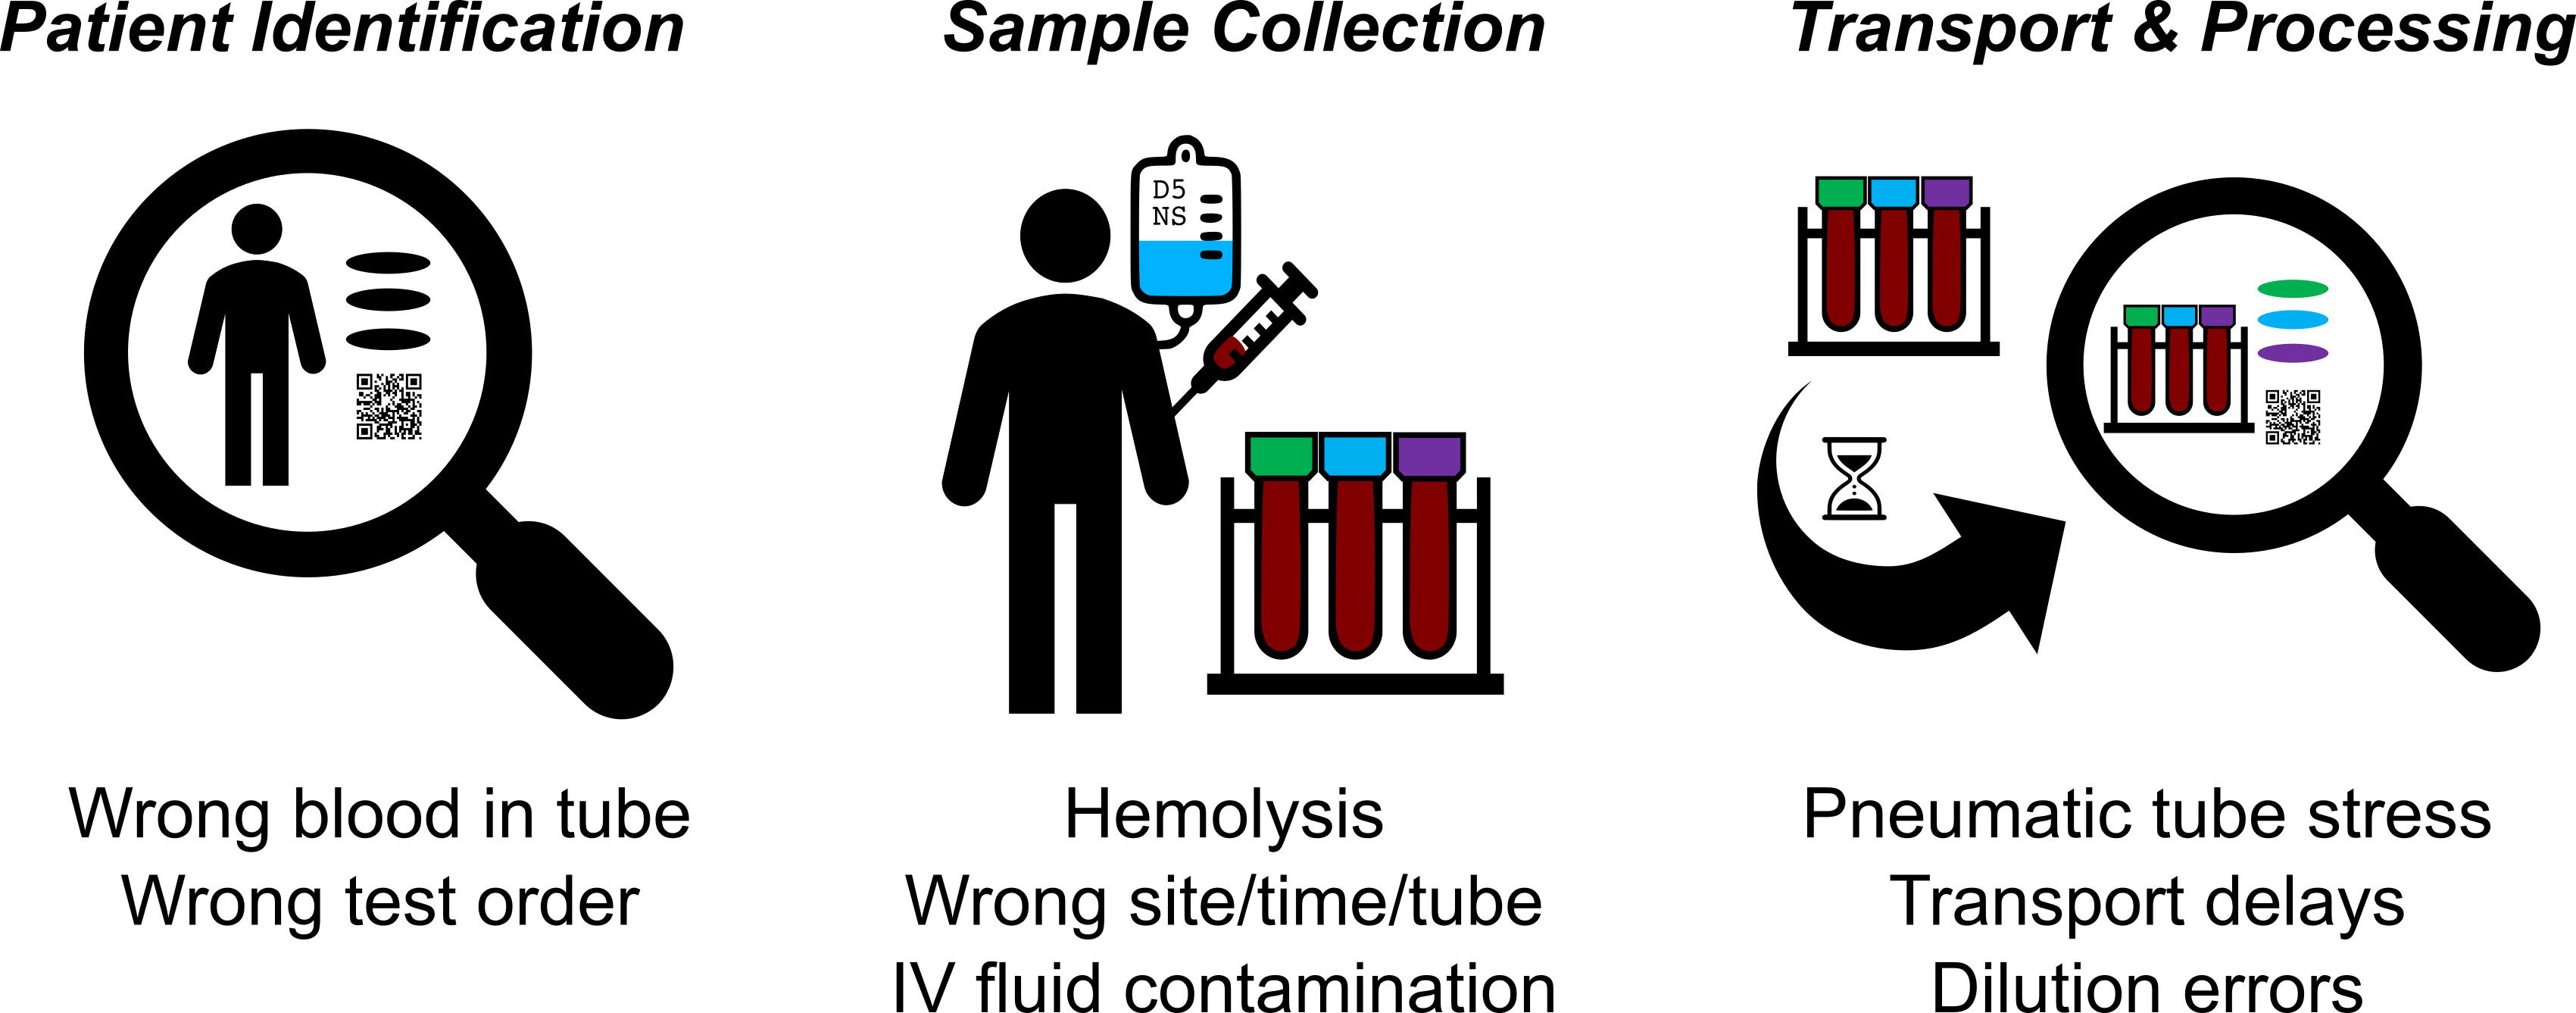 Patient Identification
Sample Collection
Transport & Processing
D5
NS
Wrong blood in tube
Wrong test order
Hemolysis
Wrong site/time/tube
IV fluid contamination
Pneumatic tube stress
Transport delays
Dilution errors